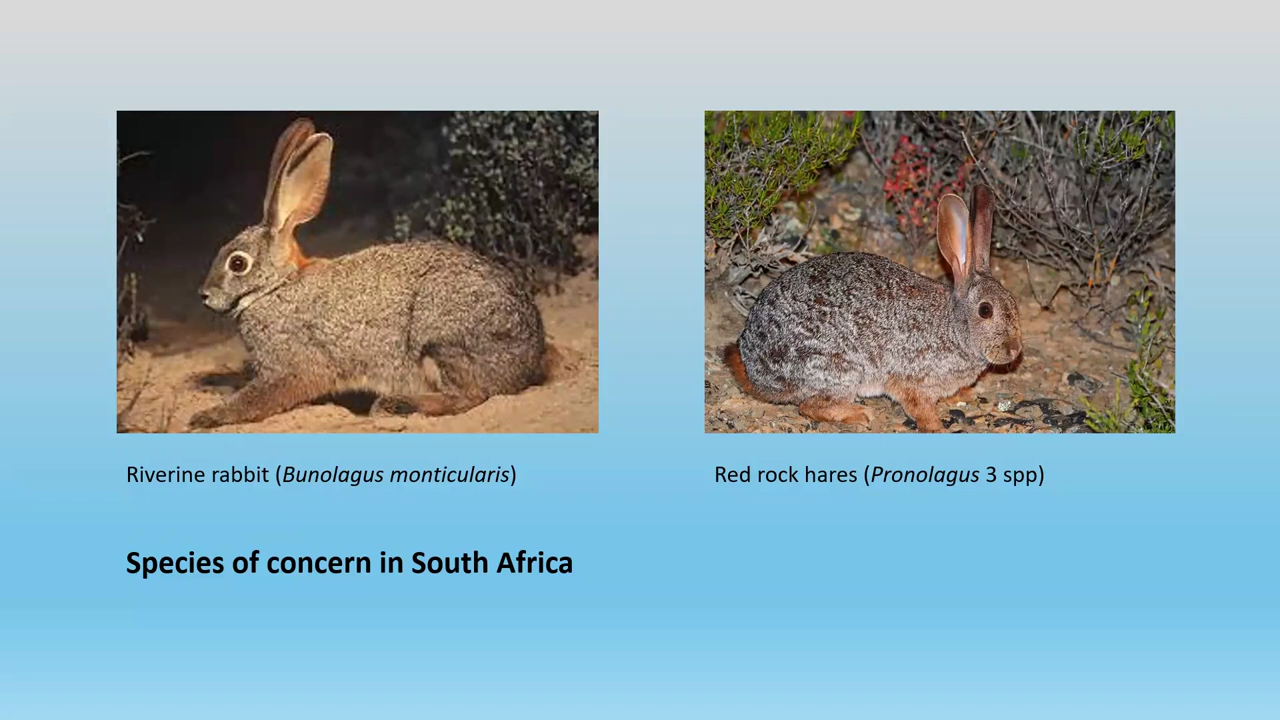 Riverine rabbit (Bunolagus monticularis)
Red rock hares (Pronolagus 3 spp)
Species of concern in South Africa